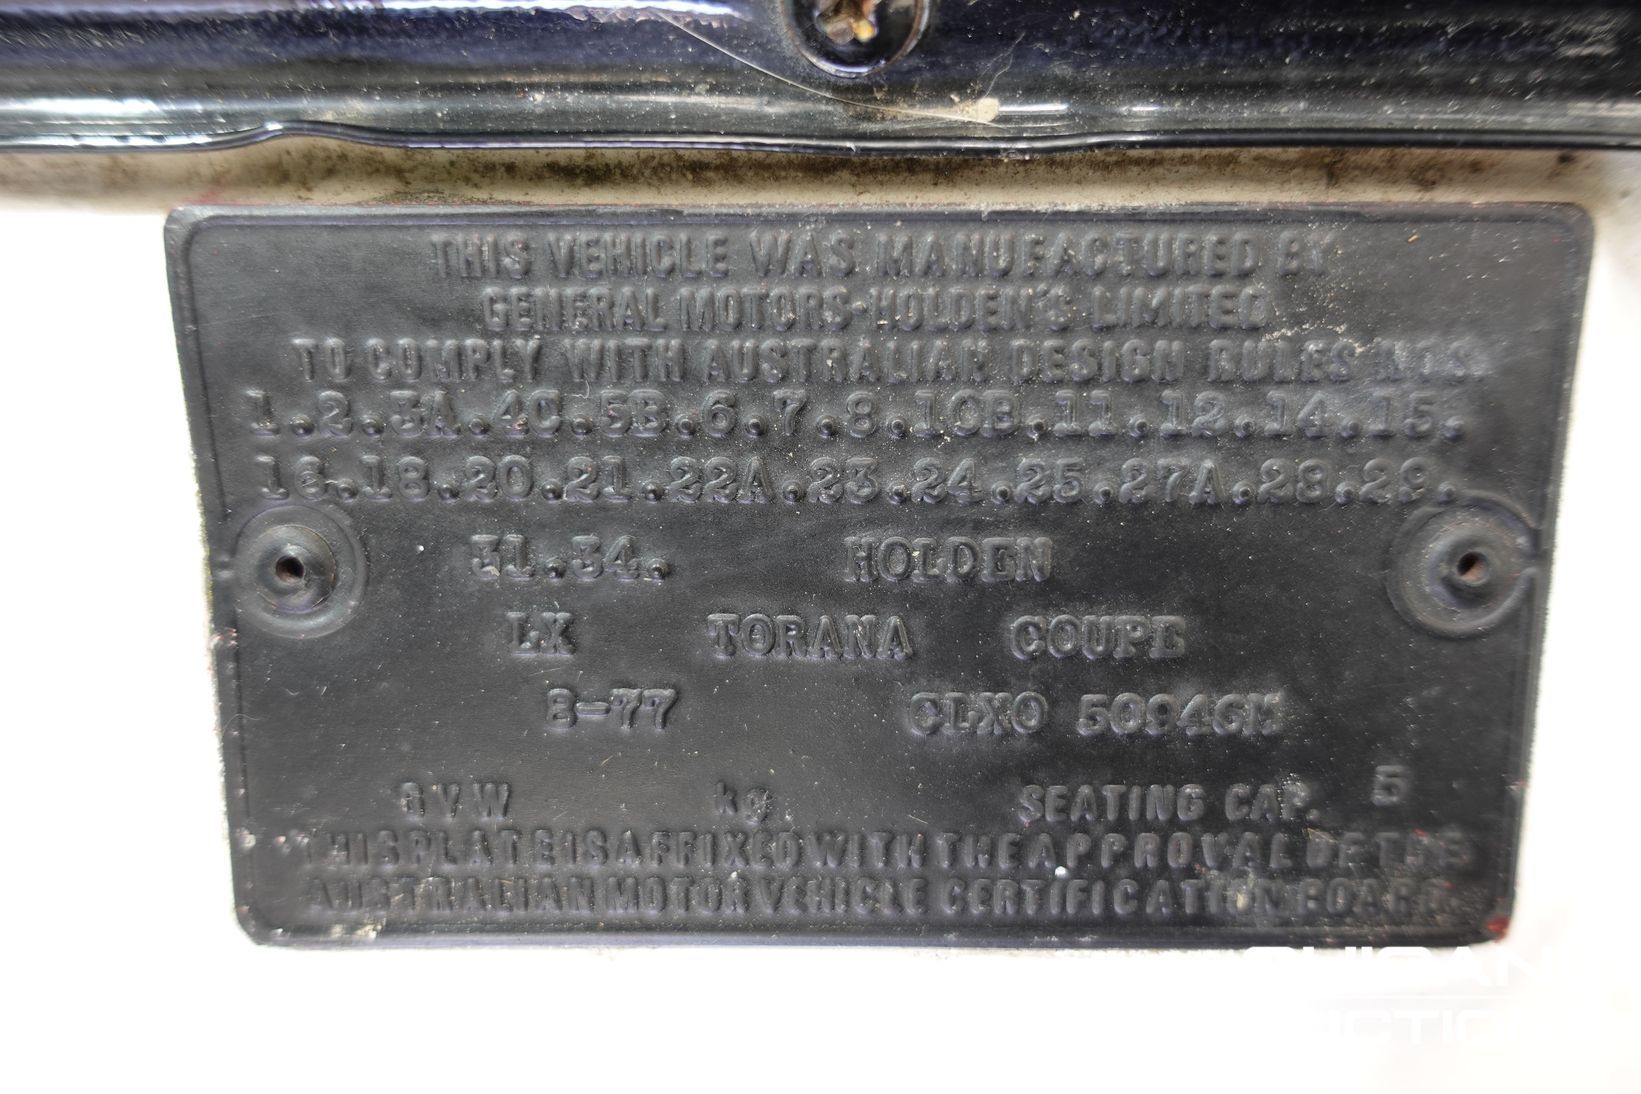 THIS VEHICLE WAS MANUFACTURED BY
GENERAL MOTORS-HOLDEN'S LIMITED
TO COMPLY WITH AUSTRALIAN DESIGN RULES NOS.
1.2.3A.4C.5B.6.7.8.10B.11.12.14.15.
16.18.20.21.22A.23.24.25.27A.28.29.
31.34. HOLDEN
LX TORANA COUPE
8-77 CLXO 50946M
GVW kg SEATING CAP. 5
THIS PLATE IS AFFIXED WITH THE APPROVAL OF THE
AUSTRALIAN MOTOR VEHICLE CERTIFICATION BOARD.